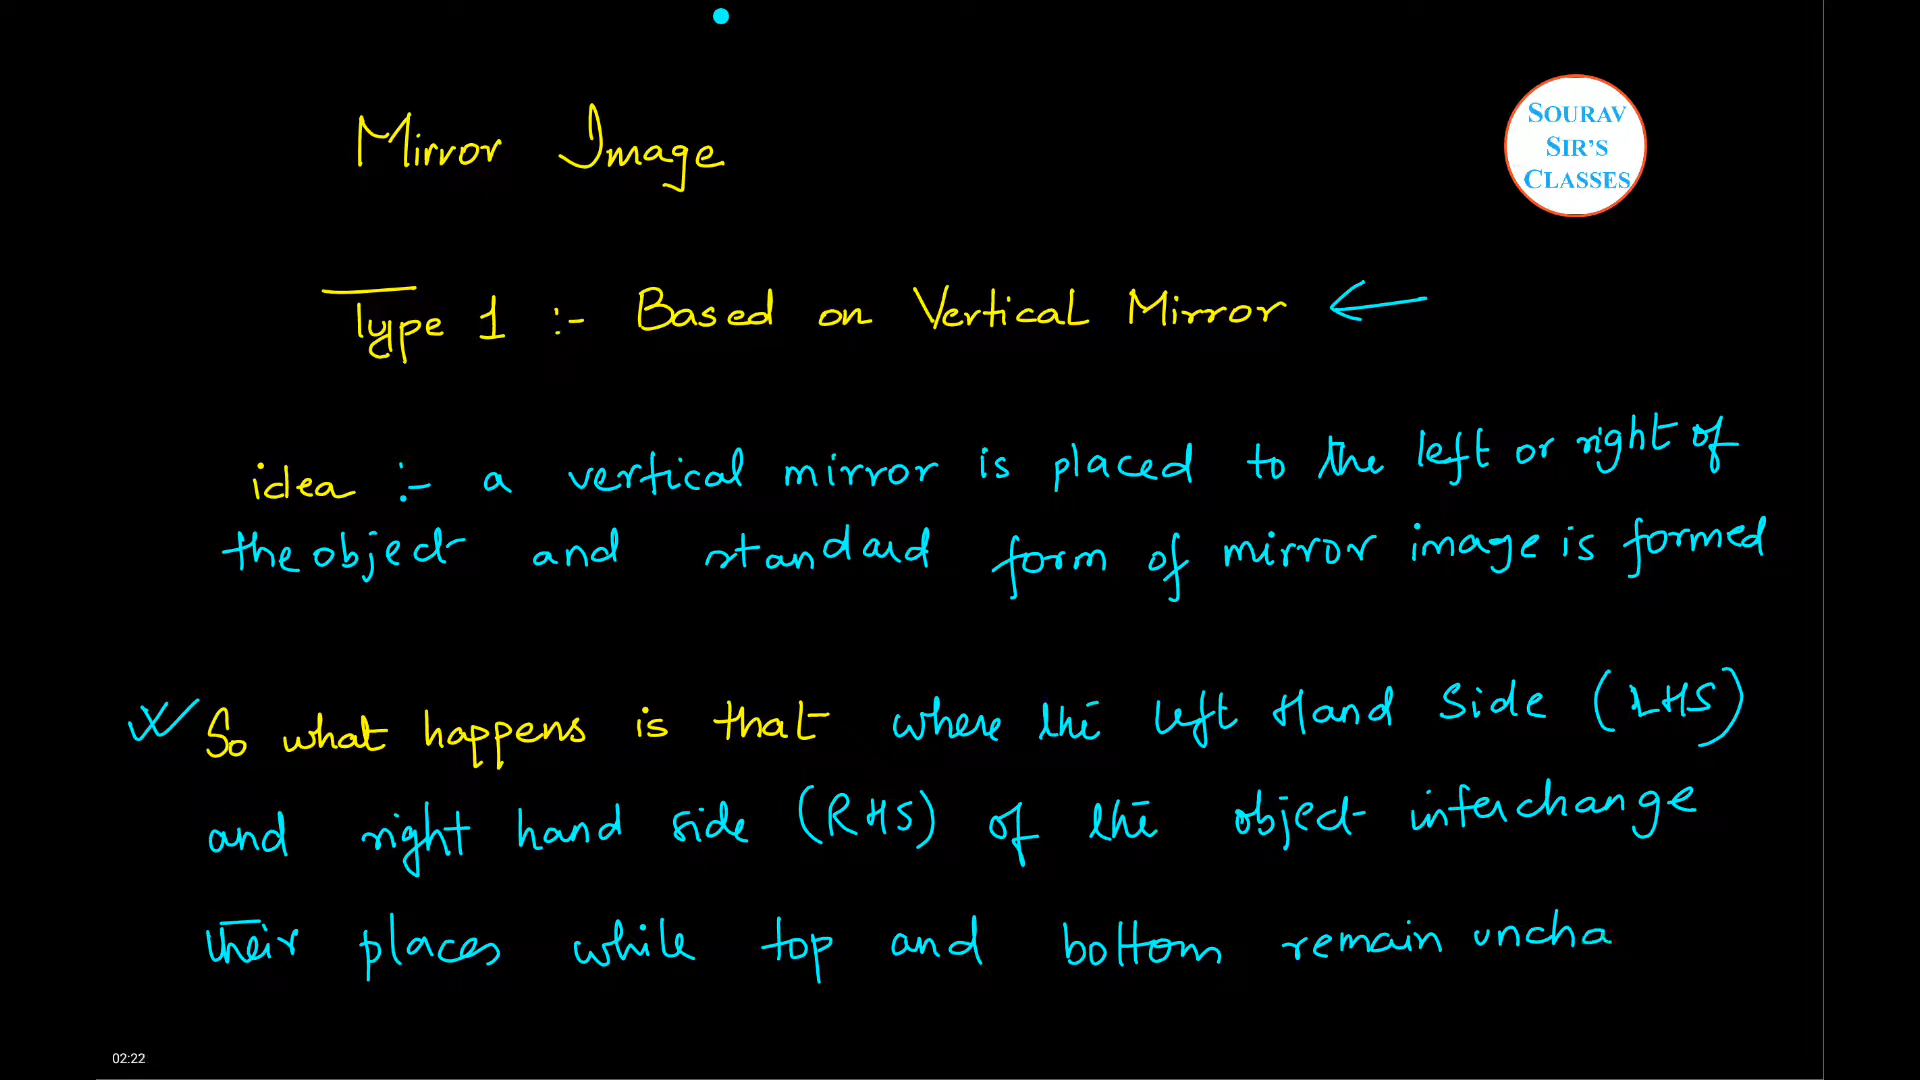 Mirror Image
SOURAV
SIR'S
CLASSES
Type 1 :- Based on Vertical Mirror ←
idea :- a vertical mirror is placed to the left or right of
the object and standard form of mirror image is formed
So what happens is that where the left Hand Side (LHS)
and right hand side (RHS) of the object interchange
their places while top and bottom remain uncha
02:22